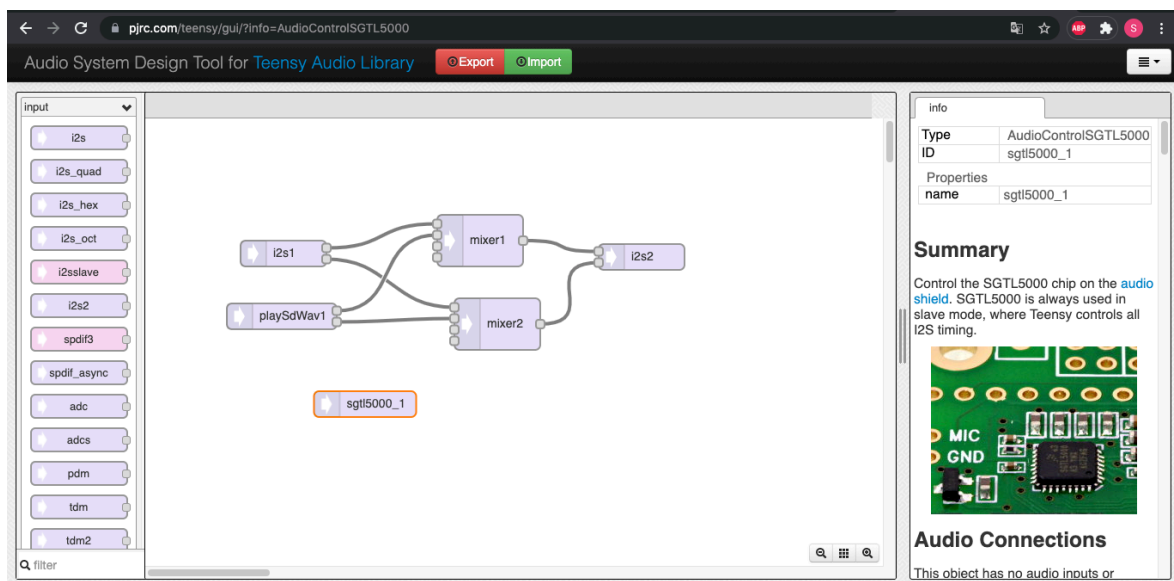 pjrc.com/teensy/gui/?info=AudioControlSGTL5000
ABP
S
Audio System Design Tool for Teensy Audio Library
Export
Import
input
i2s
i2s_quad
i2s_hex
i2s_oct
i2sslave
i2s2
spdif3
spdif_async
adc
adcs
pdm
tdm
tdm2
filter
i2s1
playSdWav1
mixer1
mixer2
i2s2
sgtl5000_1
info
Type AudioControlSGTL5000
ID sgtl5000_1
Properties
name sgtl5000_1
Summary
Control the SGTL5000 chip on the audio
shield. SGTL5000 is always used in
slave mode, where Teensy controls all
I2S timing.
MIC
GND
Audio Connections
This object has no audio inputs or